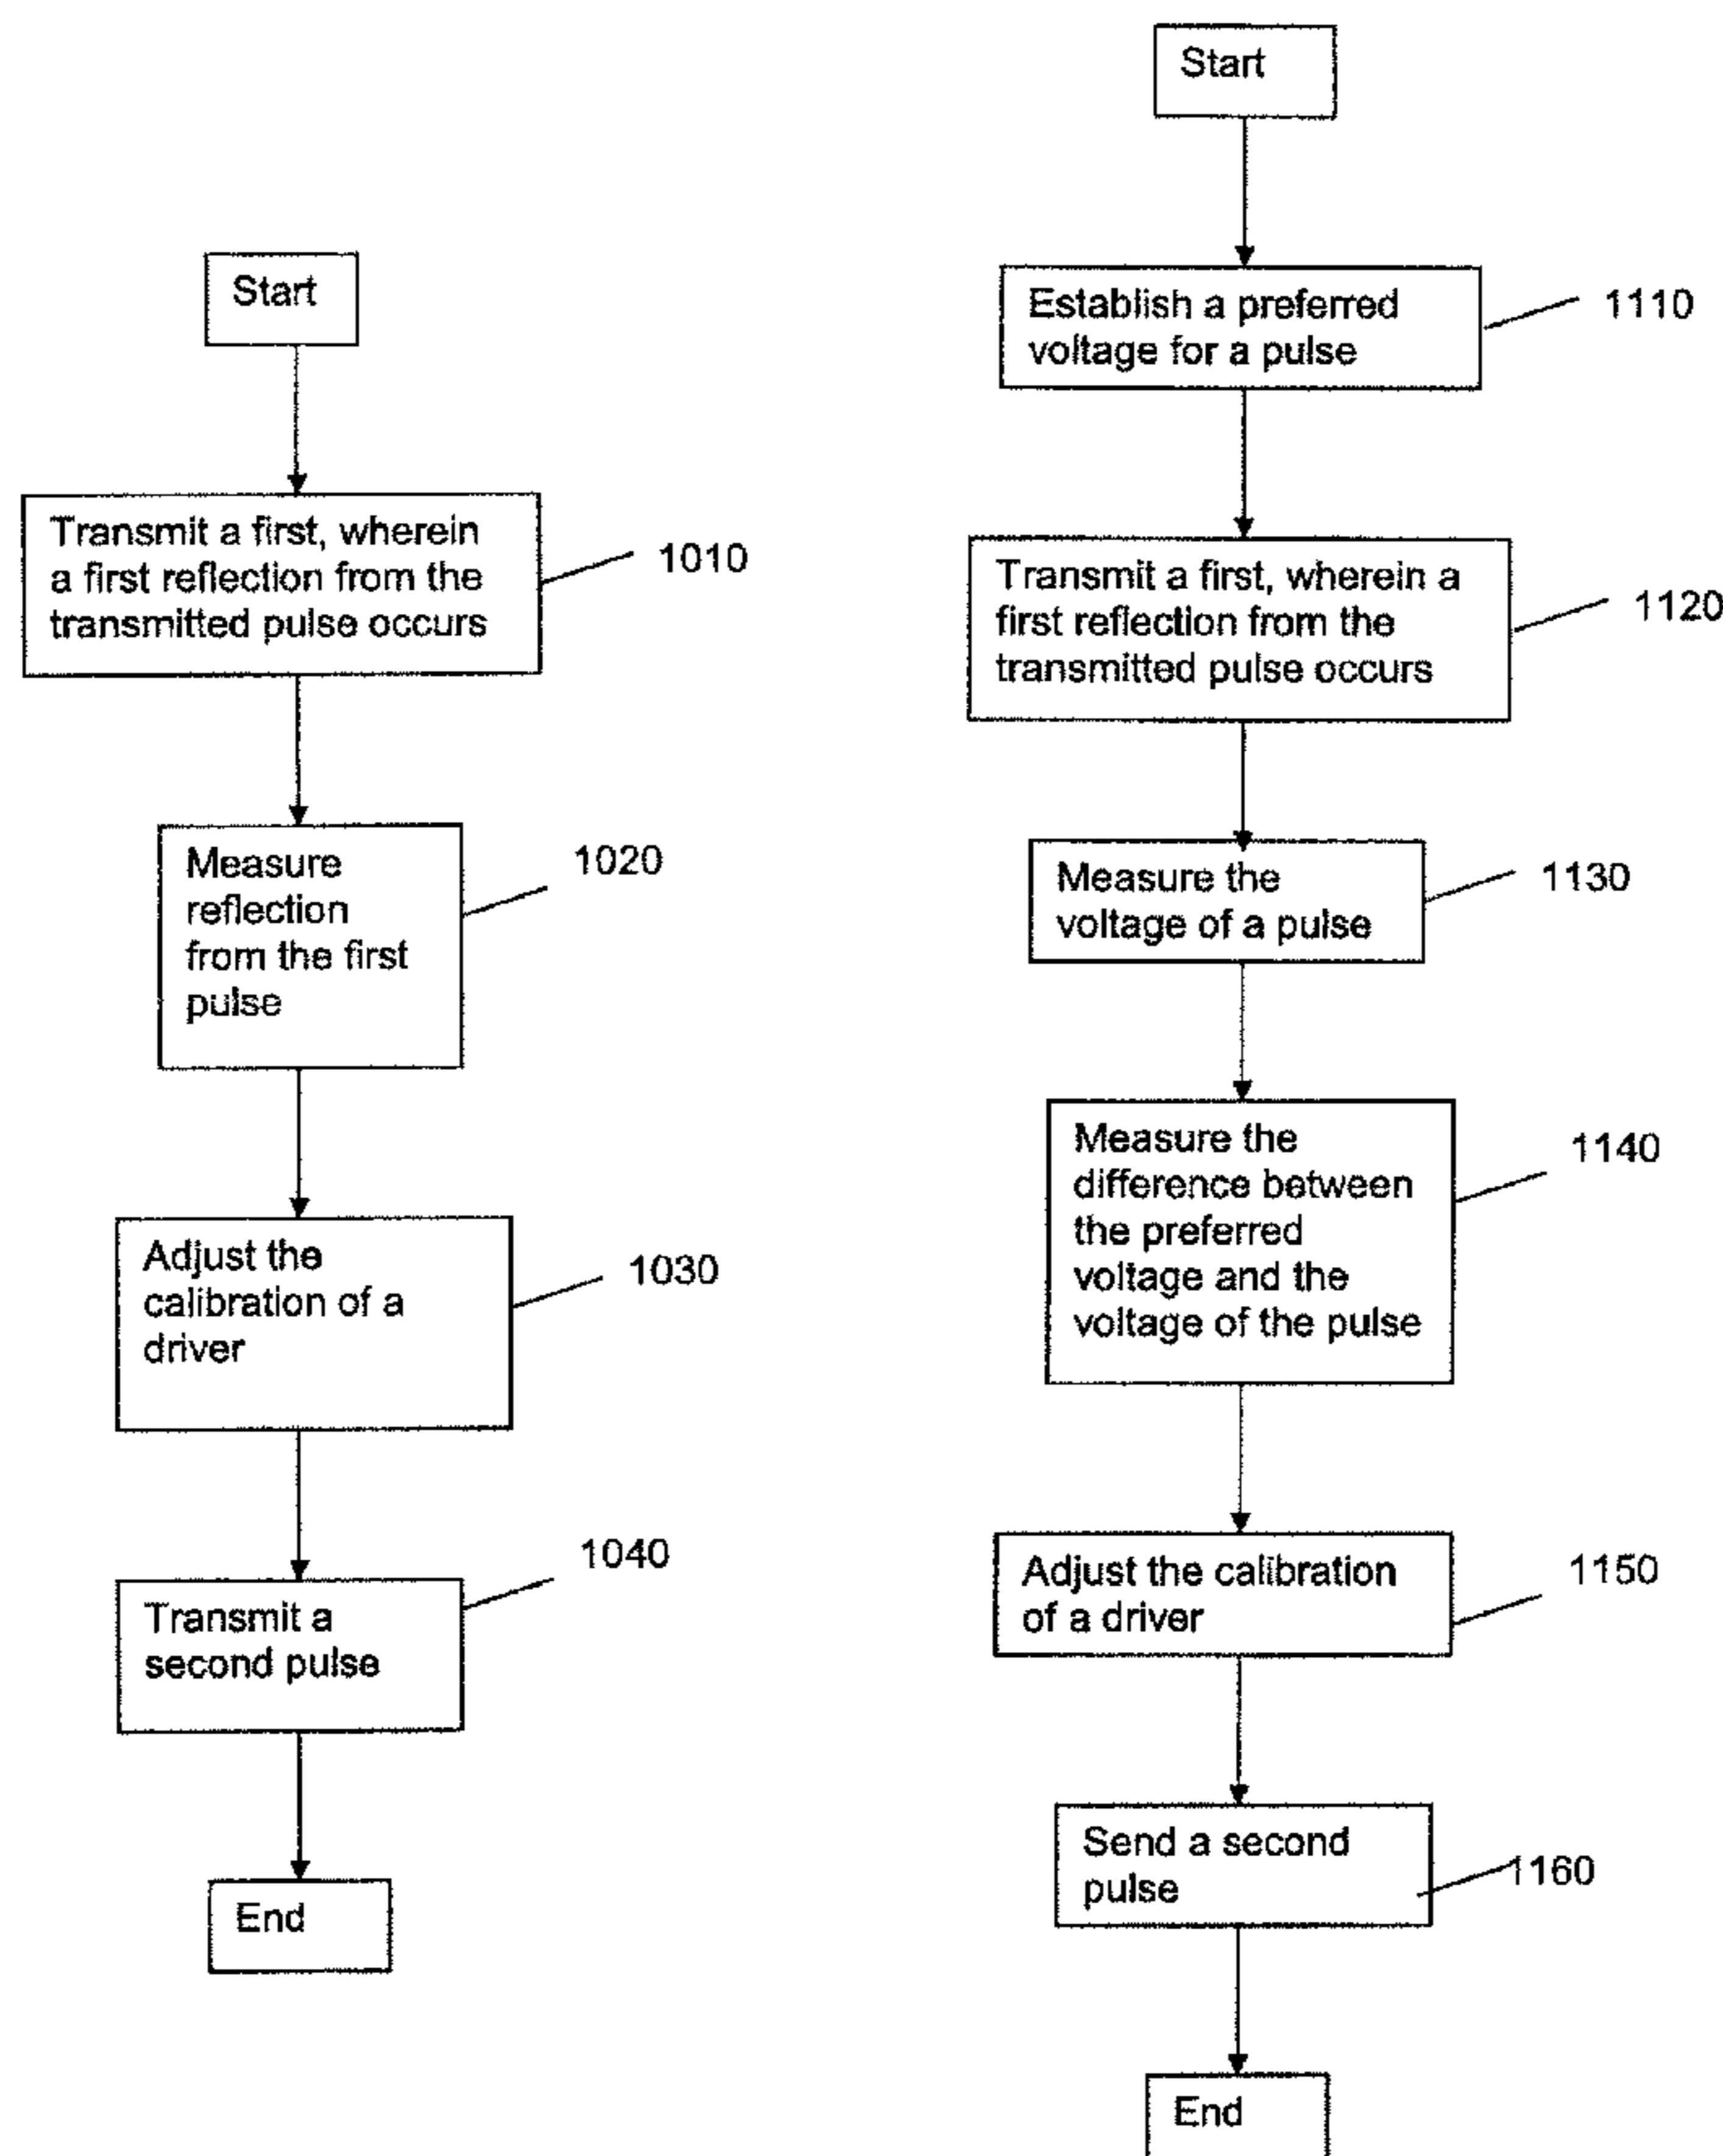 Start
Transmit a first, wherein
a first reflection from the
transmitted pulse occurs
1010
Measure
reflection
from the first
pulse
1020
Adjust the
calibration of a
driver
1030
Transmit a
second pulse
1040
End
Start
Establish a preferred
voltage for a pulse
1110
Transmit a first, wherein a
first reflection from the
transmitted pulse occurs
1120
Measure the
voltage of a pulse
1130
Measure the
difference between
the preferred
voltage and the
voltage of the pulse
1140
Adjust the calibration
of a driver
1150
Send a second
pulse
1160
End